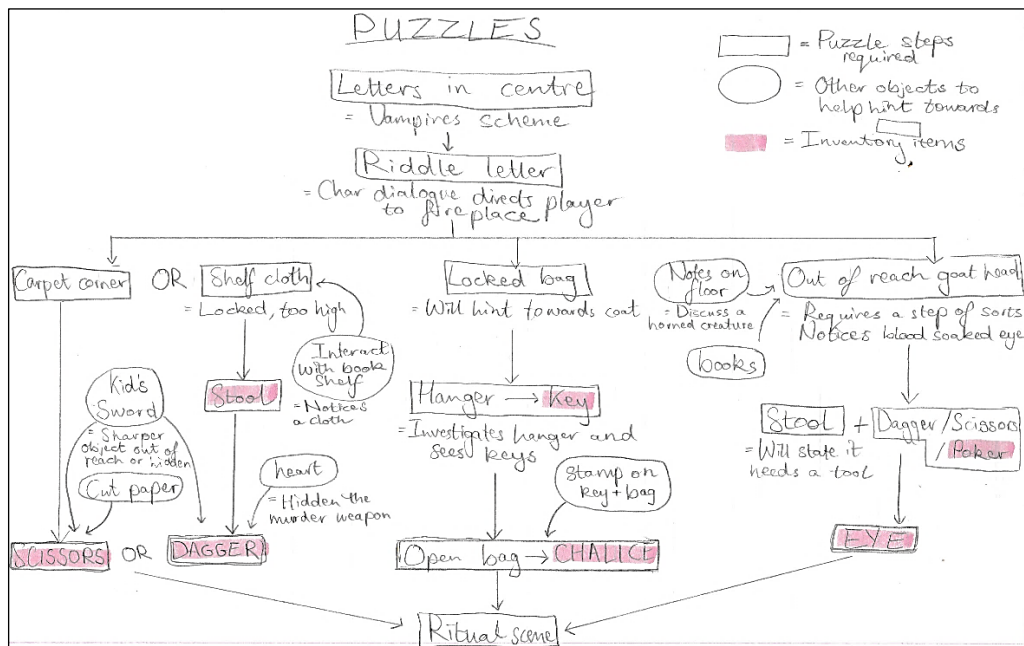 PUZZLES
= Puzzle steps
required
= Other objects to
help hint towards
= Inventory items
Letters in centre
= Vampires scheme
Riddle letter
= Char dialogue directs player
to fireplace
Carpet corner
OR
Shelf cloth
= Locked, too high
Interact
with book
shelf
= Notices
a cloth
Stool
Kid's
Sword
= Sharper
object out of
reach or hidden
Cut paper
heart
= Hidden the
murder weapon
SCISSORS
OR
DAGGER
Locked bag
= Will hint towards coat
Hanger → Key
= Investigates hanger and
sees keys
Stamp on
key + bag
Open bag → CHALICE
Notes on
floor
= Discuss a
horned creature
books
Out of reach goat head
= Requires a step of sorts
Notices blood soaked eye
Stool + Dagger/Scissors
/ Poker
= Will state it
needs a tool
EYE
Ritual scene